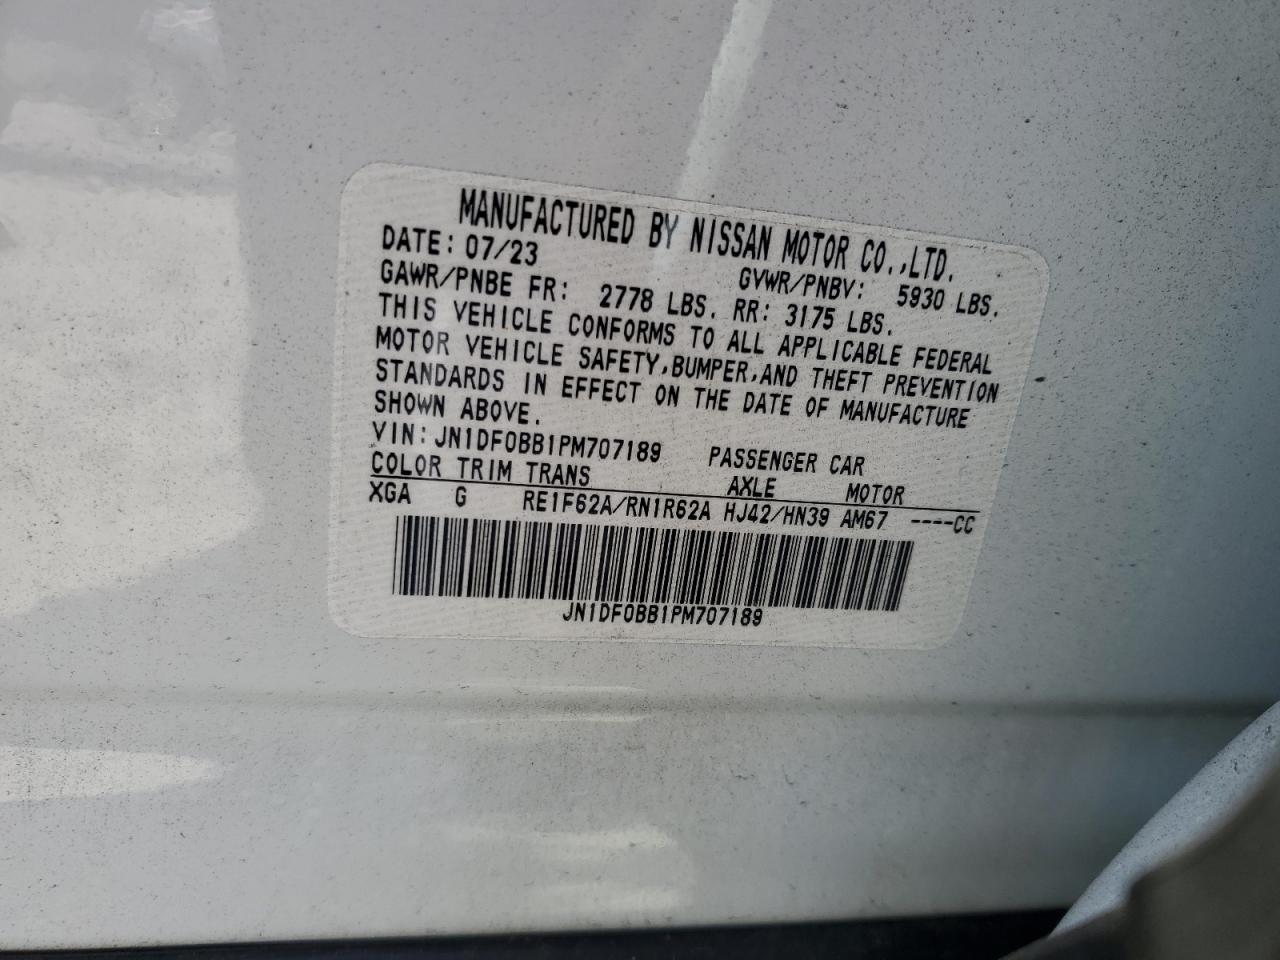 MANUFACTURED BY NISSAN MOTOR CO.,LTD.
DATE: 07/23 GVWR/PNBV: 5930 LBS.
GAWR/PNBE FR: 2778 LBS. RR: 3175 LBS.
THIS VEHICLE CONFORMS TO ALL APPLICABLE FEDERAL
MOTOR VEHICLE SAFETY,BUMPER,AND THEFT PREVENTION
STANDARDS IN EFFECT ON THE DATE OF MANUFACTURE
SHOWN ABOVE.
VIN: JN1DF0BB1PM707189 PASSENGER CAR
COLOR TRIM TRANS AXLE MOTOR
XGA G RE1F62A/RN1R62A HJ42/HN39 AM67 ----CC
JN1DF0BB1PM707189